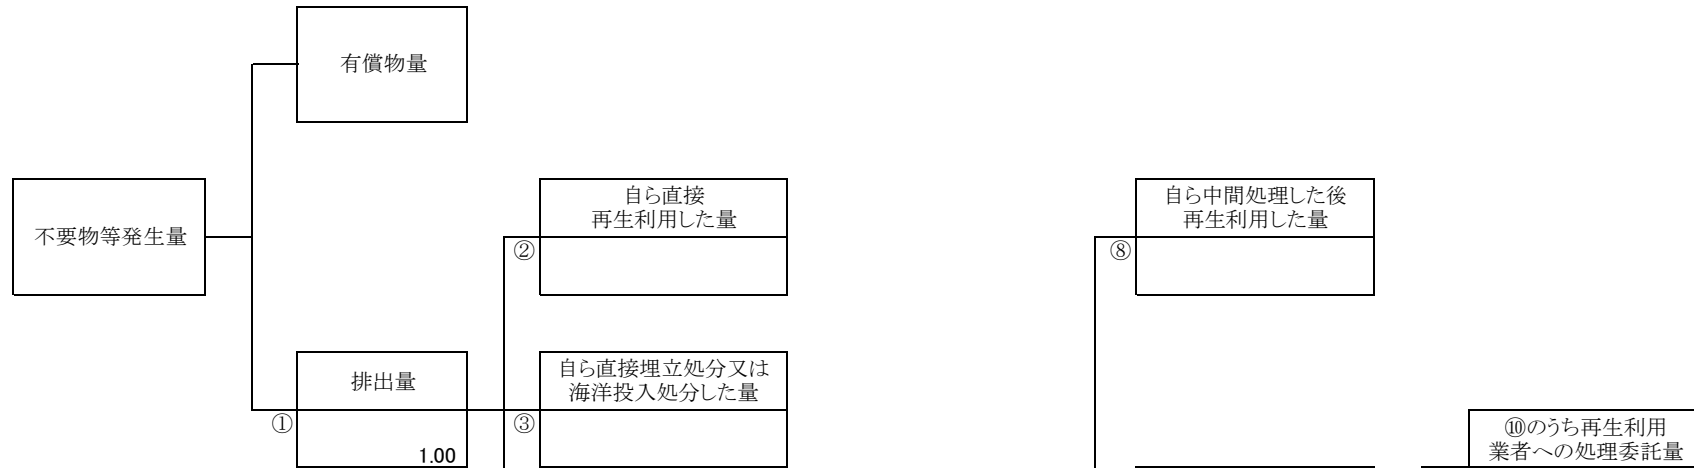 有償物量
不要物等発生量
自ら直接
再生利用した量
②
自ら中間処理した後
再生利用した量
⑧
排出量
①
1.00
自ら直接埋立処分又は
海洋投入処分した量
③
⑩のうち再生利用
業者への処理委託量